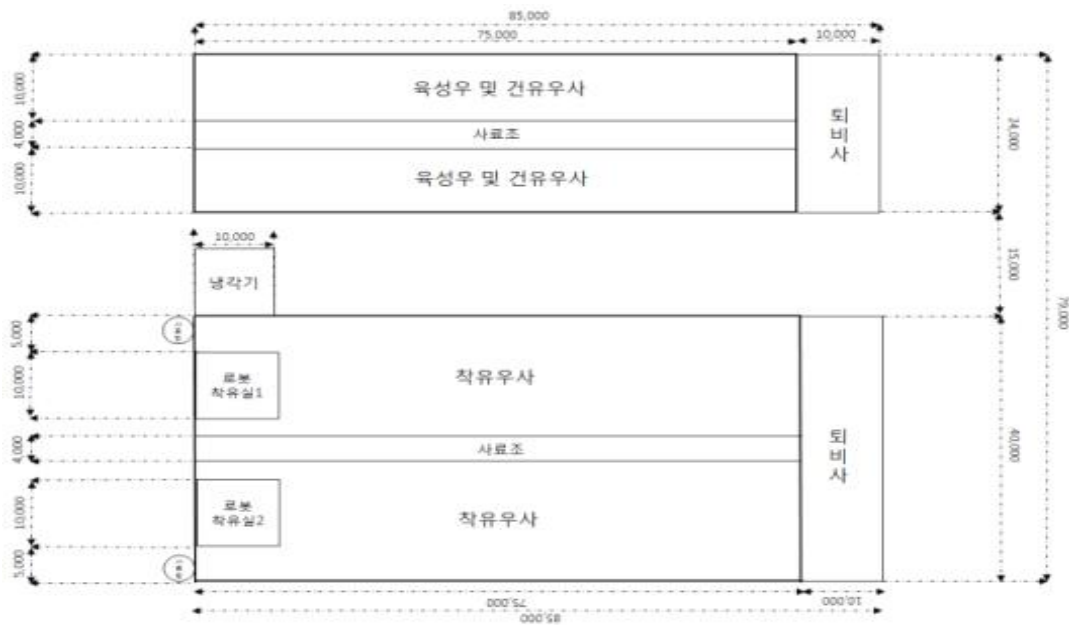 85,000
75,000
10,000
10,000
4,000
10,000
육성우 및 건유우사
사료조
육성우 및 건유우사
퇴
비
사
24,000
15,000
79,000
10,000
냉각기
5,000
10,000
4,000
10,000
5,000
로봇
착유실1
착유우사
사료조
로봇
착유실2
착유우사
퇴
비
사
40,000
75,000
10,000
85,000